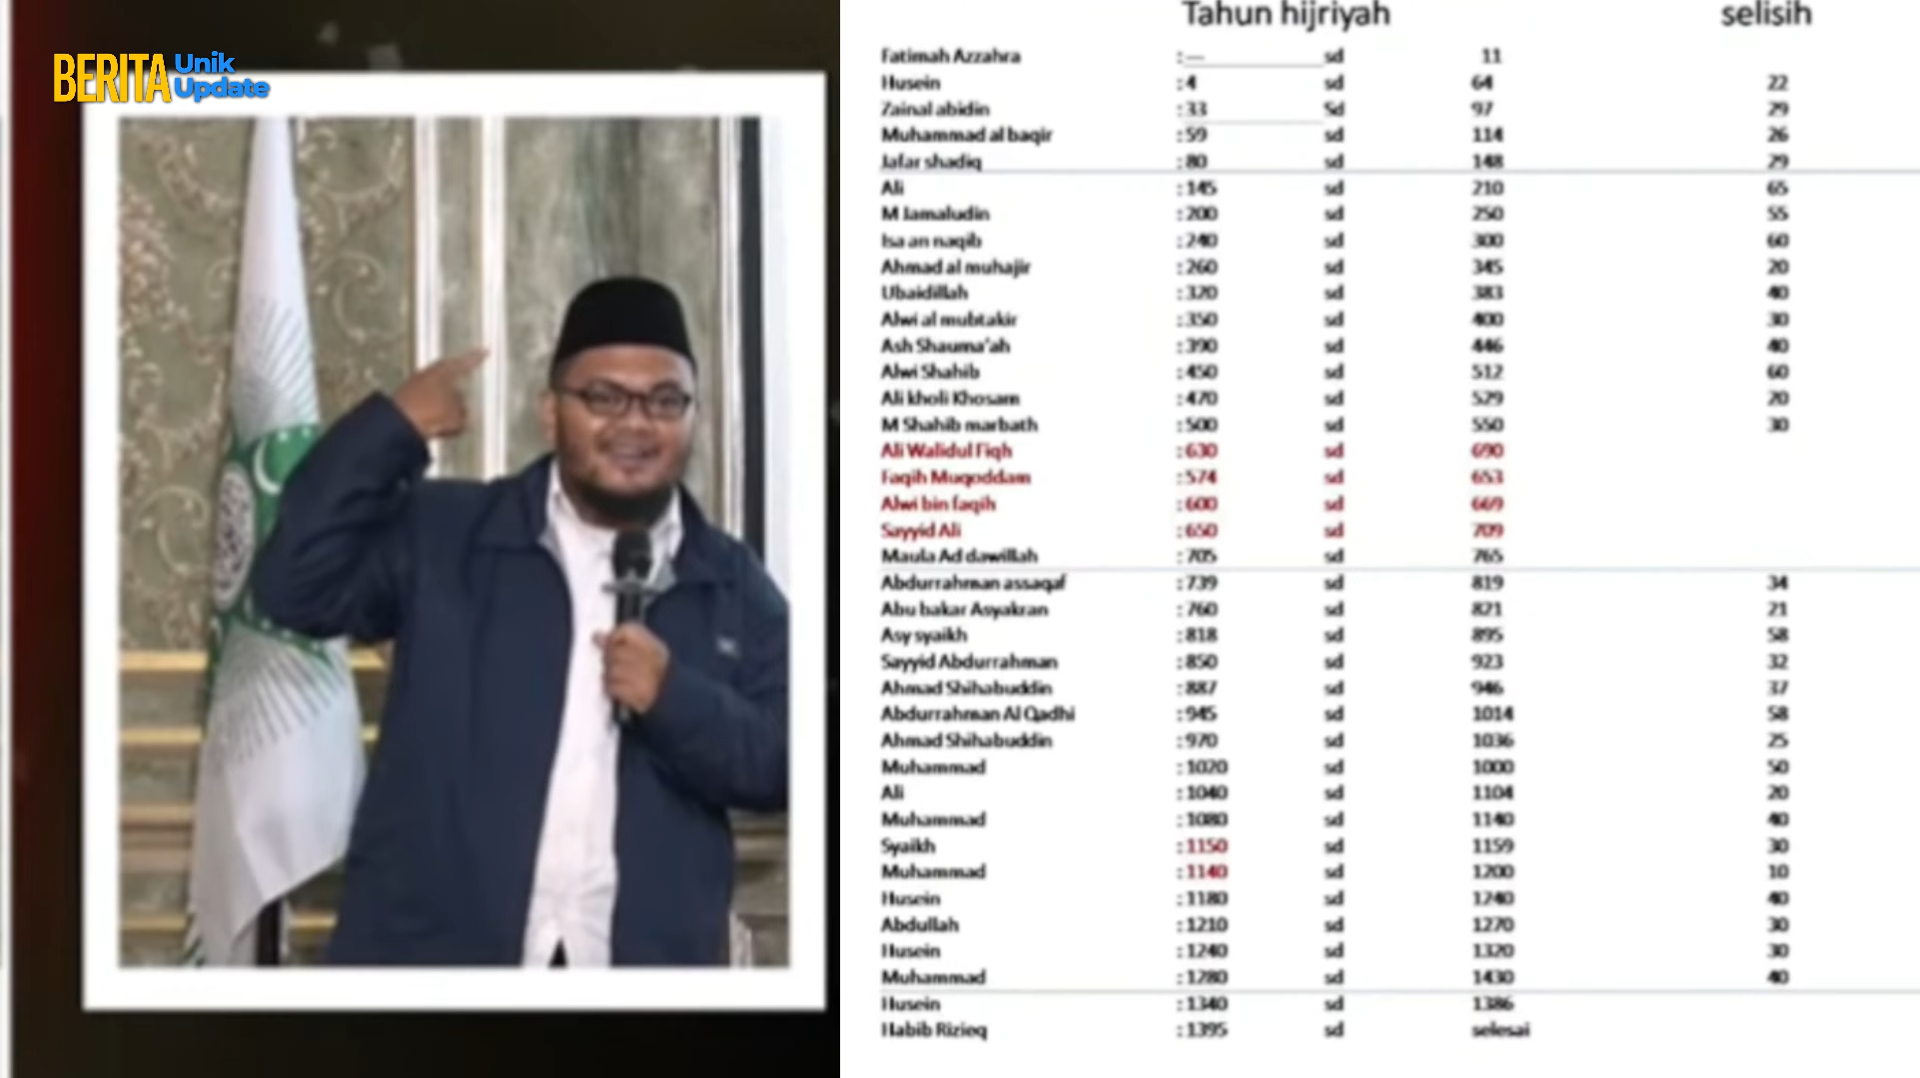 BERITA Unik Update
Tahun hijriyah selisih
Fatimah Azzahra : --- sd 11
Husein : 4 sd 64 22
Zainal abidin : 33 Sd 97 29
Muhammad al baqir : 59 sd 114 26
Jafar shadiq : 80 sd 148 29
Ali : 145 sd 210 65
M Jamaludin : 200 sd 250 55
Isa an naqib : 240 sd 300 60
Ahmad al muhajir : 260 sd 345 20
Ubaidillah : 320 sd 383 40
Alwi al mubtakir : 350 sd 400 30
Ash Shauma'ah : 390 sd 446 40
Alwi Shahib : 450 sd 512 60
Ali kholi Khosam : 470 sd 529 20
M Shahib marbath : 500 sd 550 30
Ali Walidul Fiqh : 630 sd 690
Faqih Muqoddam : 574 sd 653
Alwi bin faqih : 600 sd 669
Sayyid Ali : 650 sd 709
Maula Ad dawillah : 705 sd 765
Abdurrahman assaqaf : 739 sd 819 34
Abu bakar Asyakran : 760 sd 821 21
Asy syaikh : 818 sd 895 58
Sayyid Abdurrahman : 850 sd 923 32
Ahmad Shihabuddin : 887 sd 946 37
Abdurrahman Al Qadhi : 945 sd 1014 58
Ahmad Shihabuddin : 970 sd 1036 25
Muhammad : 1020 sd 1000 50
Ali : 1040 sd 1104 20
Muhammad : 1080 sd 1140 40
Syaikh : 1150 sd 1159 30
Muhammad : 1140 sd 1200 10
Husein : 1180 sd 1240 40
Abdullah : 1210 sd 1270 30
Husein : 1240 sd 1320 30
Muhammad : 1280 sd 1430 40
Husein : 1340 sd 1386
Habib Rizieq : 1395 sd selesai